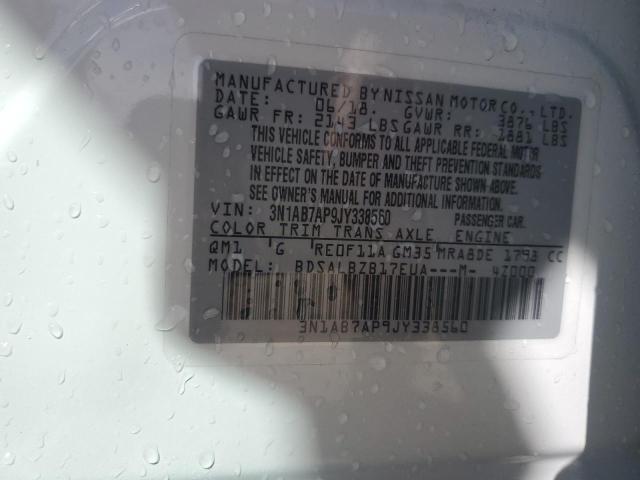 MANUFACTURED BY NISSAN MOTOR CO., LTD.
DATE: 06/18 GVWR: 3876 LBS
GAWR FR: 2143 LBS GAWR RR: 1881 LBS
THIS VEHICLE CONFORMS TO ALL APPLICABLE FEDERAL MOTOR
VEHICLE SAFETY, BUMPER AND THEFT PREVENTION STANDARDS
IN EFFECT ON THE DATE OF MANUFACTURE SHOWN ABOVE.
SEE OWNER'S MANUAL FOR ADDITIONAL INFORMATION
VIN: 3N1AB7AP9JY338560 PASSENGER CAR.
COLOR TRIM TRANS AXLE ENGINE
QM1 G RE0F11A GM35 MRA8DE 1798 CC
MODEL: BDSALBZB17EUA---M- 4Z000
3N1AB7AP9JY338560